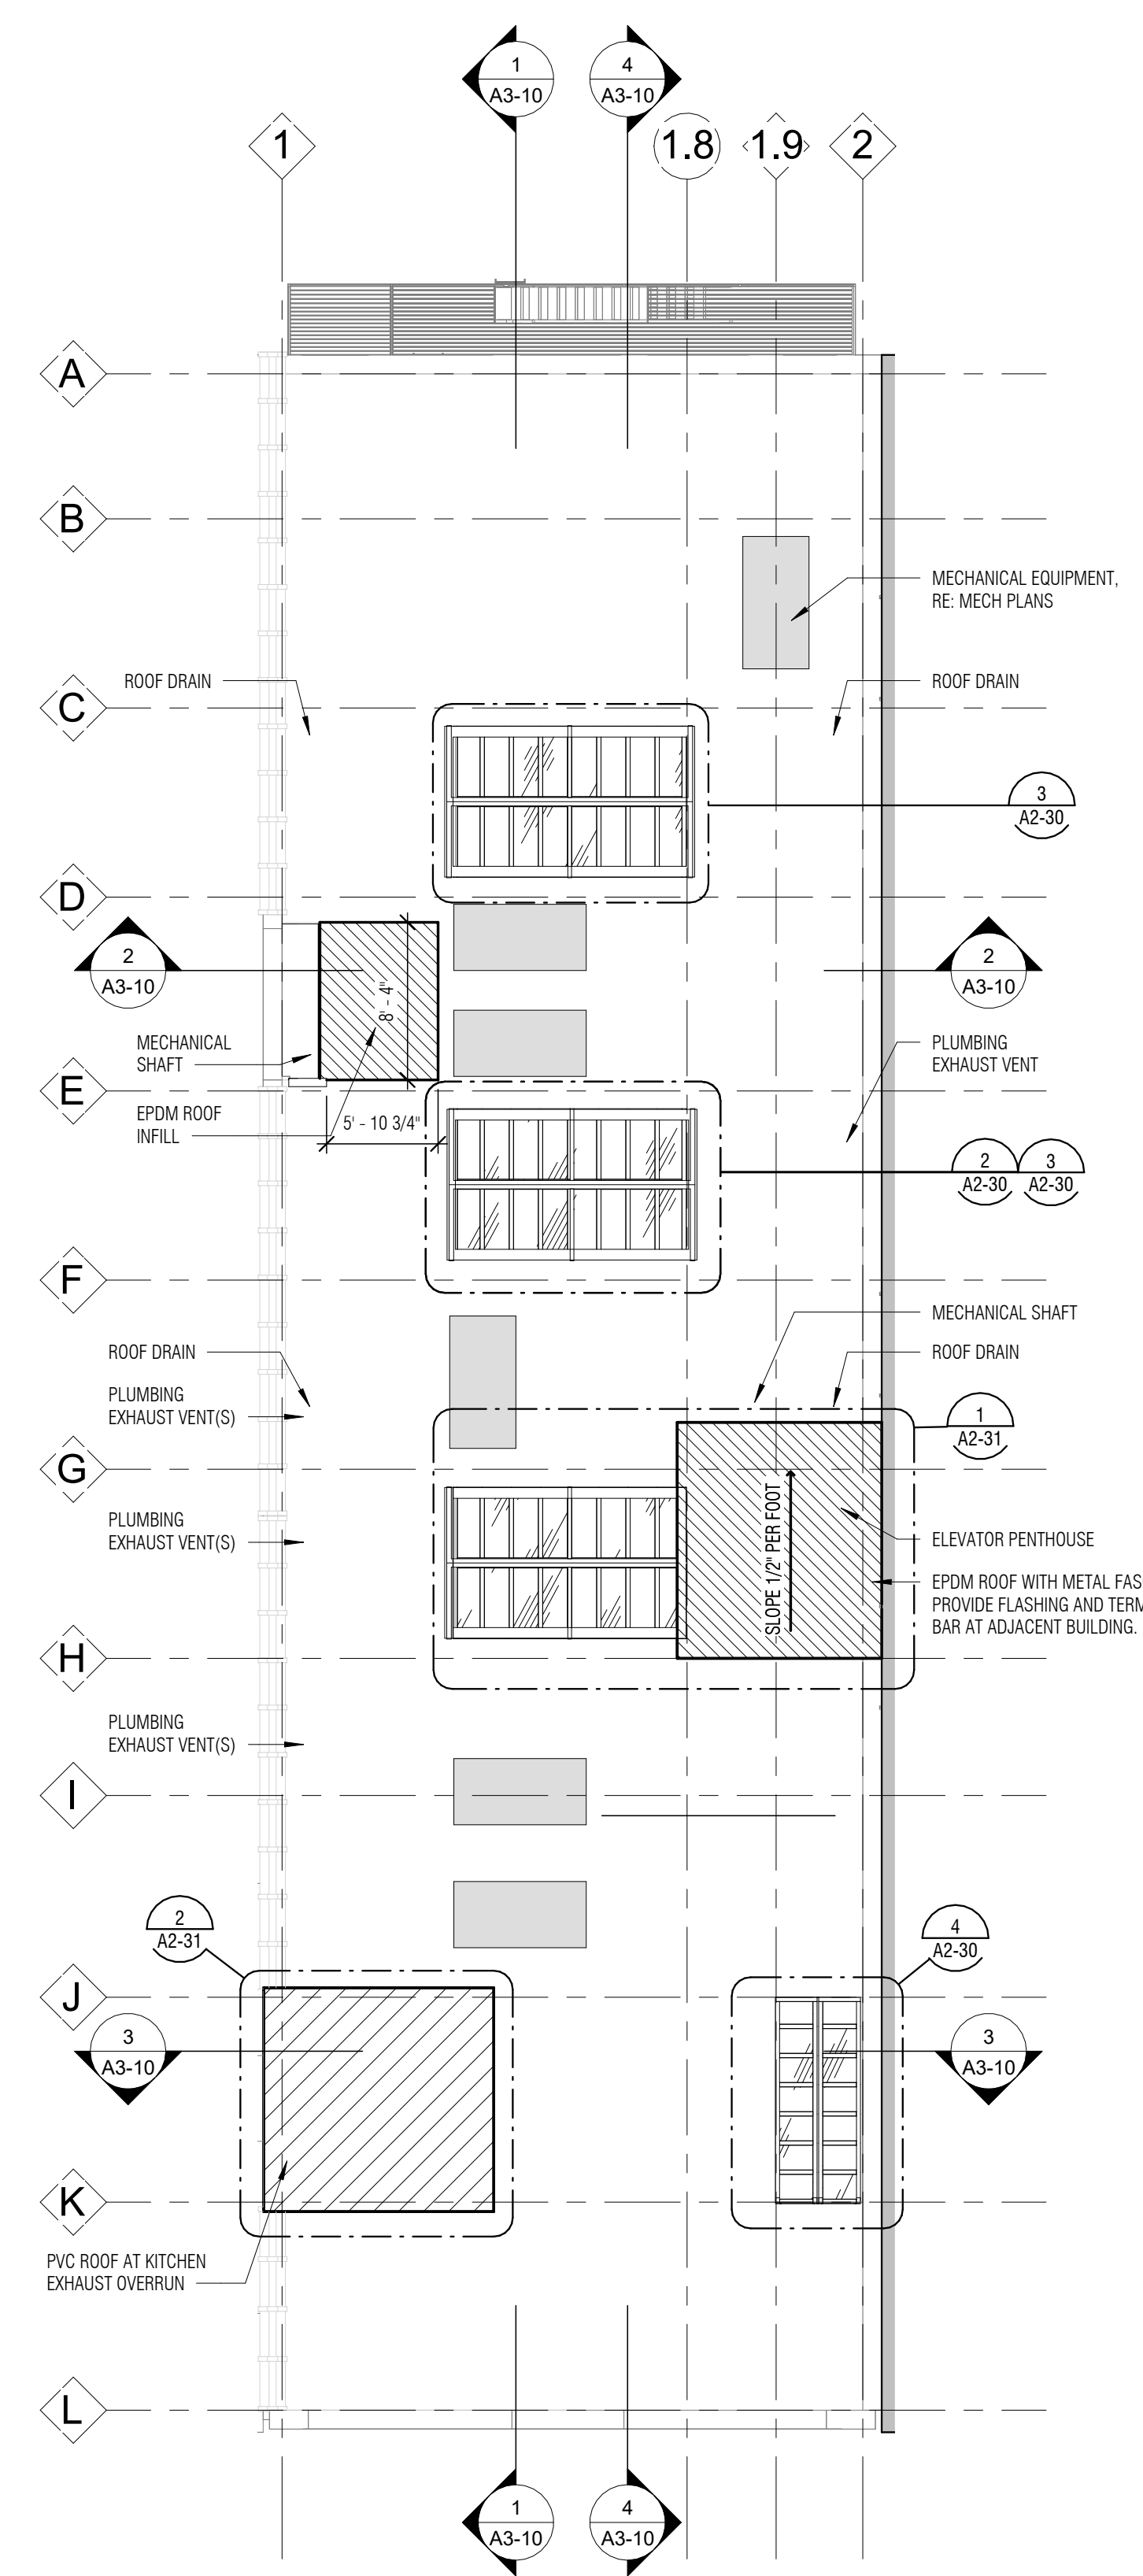 1
A3-10
4
A3-10
1
1.8
1.9
2
A
B
MECHANICAL EQUIPMENT,
RE: MECH PLANS
ROOF DRAIN
ROOF DRAIN
C
3
A2-30
D
2
A3-10
2
A3-10
8' - 4"
MECHANICAL
SHAFT
PLUMBING
EXHAUST VENT
E
EPDM ROOF
INFILL
5' - 10 3/4"
2
A2-30
3
A2-30
F
MECHANICAL SHAFT
ROOF DRAIN
ROOF DRAIN
PLUMBING
EXHAUST VENT(S)
1
A2-31
G
SLOPE 1/2" PER FOOT
PLUMBING
EXHAUST VENT(S)
ELEVATOR PENTHOUSE
EPDM ROOF WITH METAL FAS
PROVIDE FLASHING AND TERM
BAR AT ADJACENT BUILDING.
H
PLUMBING
EXHAUST VENT(S)
I
2
A2-31
4
A2-30
J
3
A3-10
3
A3-10
K
PVC ROOF AT KITCHEN
EXHAUST OVERRUN
L
1
A3-10
4
A3-10